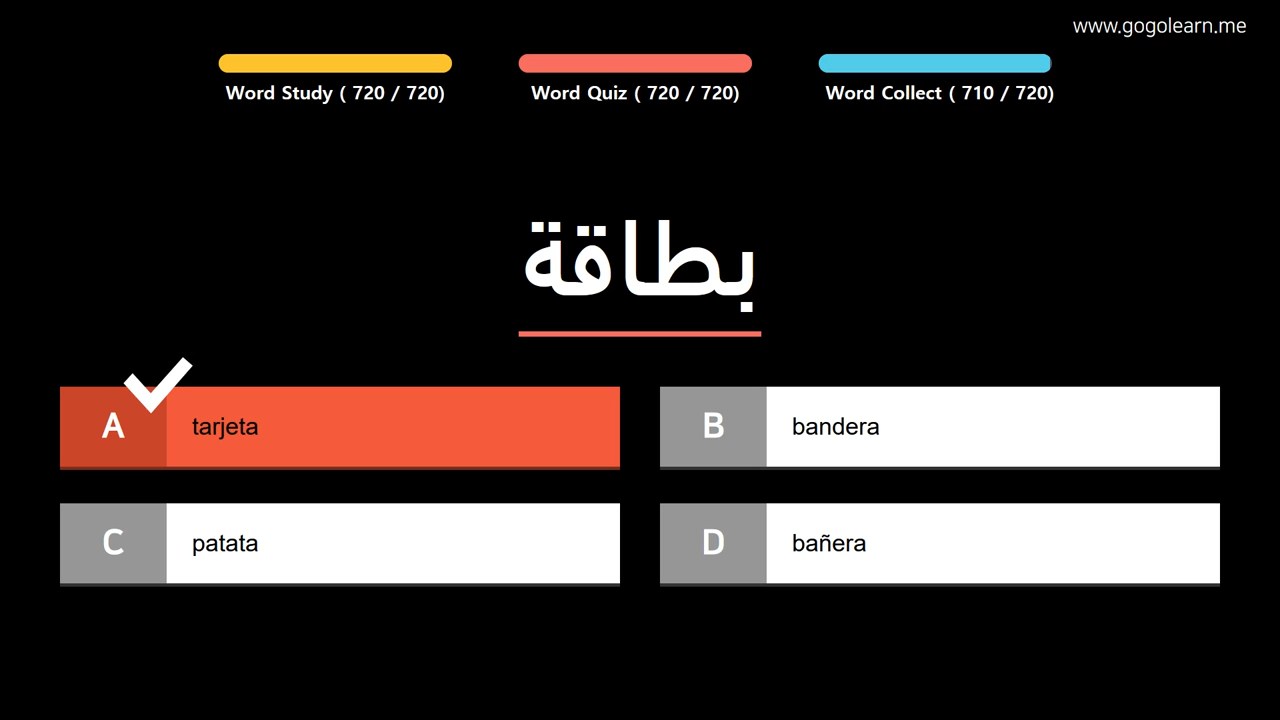 www.gogolearn.me
Word Study ( 720 / 720)
Word Quiz ( 720 / 720)
Word Collect ( 710 / 720)
بطاقة
A tarjeta
B bandera
C patata
D bañera